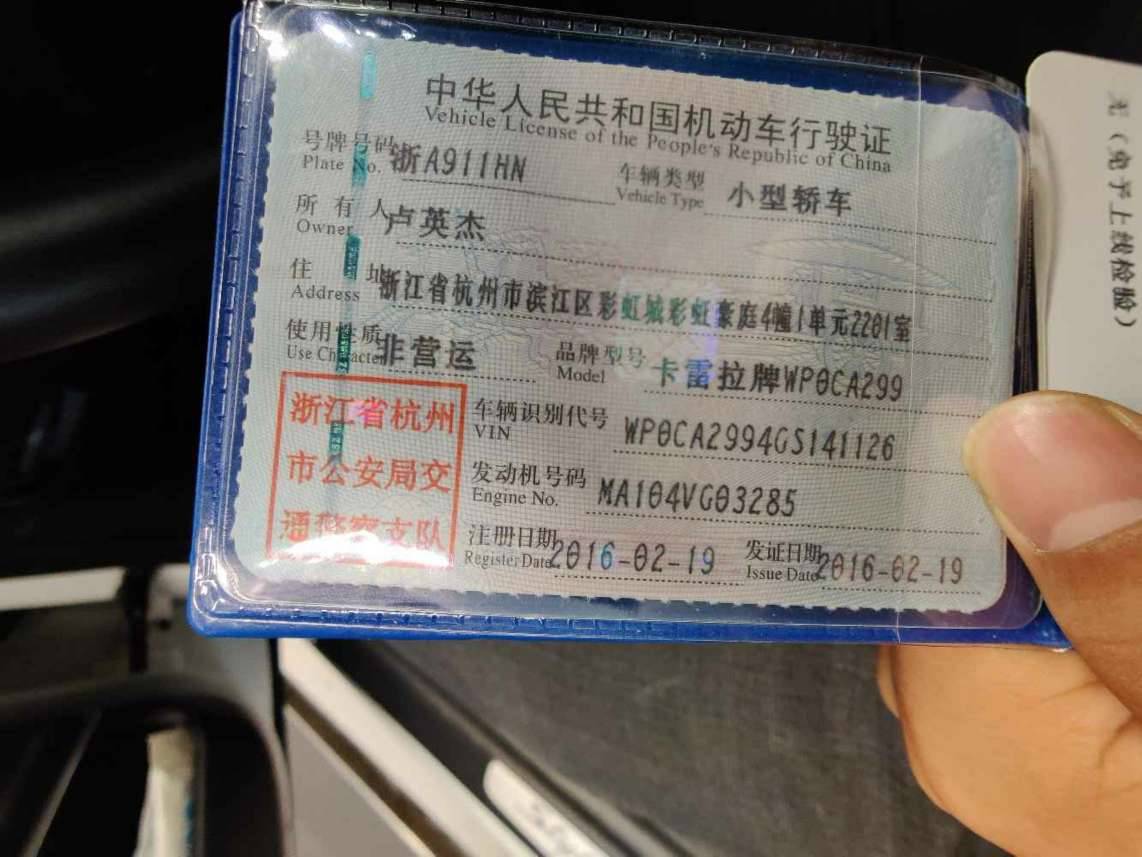 中华人民共和国机动车行驶证
Vehicle License of the People's Republic of China
号牌号码 浙A911HN 车辆类型 小型轿车
Plate No. Vehicle Type
所有人 卢英杰
Owner
住址 浙江省杭州市滨江区彩虹城彩虹豪庭4幢1单元2201室
Address
使用性质 非营运 品牌型号 卡雷拉牌WP0CA299
Use Character Model
浙江省杭州
市公安局交
通警察支队
车辆识别代号 WP0CA2994GS141126
VIN
发动机号码 MA104VG03285
Engine No.
注册日期 2016-02-19 发证日期 2016-02-19
Register Date Issue Date
(电子上线检验)